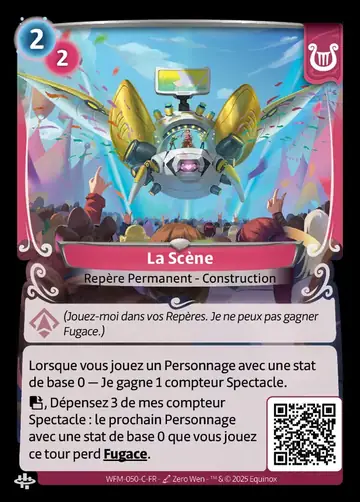 2
2
La Scène
Repère Permanent - Construction
(Jouez-moi dans vos Repères. Je ne peux pas gagner
Fugace.)
Lorsque vous jouez un Personnage avec une stat
de base 0 — Je gagne 1 compteur Spectacle.
, Dépensez 3 de mes compteur
Spectacle : le prochain Personnage
avec une stat de base 0 que vous jouez
ce tour perd Fugace.
WFM-050-C-FR - Zero Wen - ™ & © 2025 Equinox